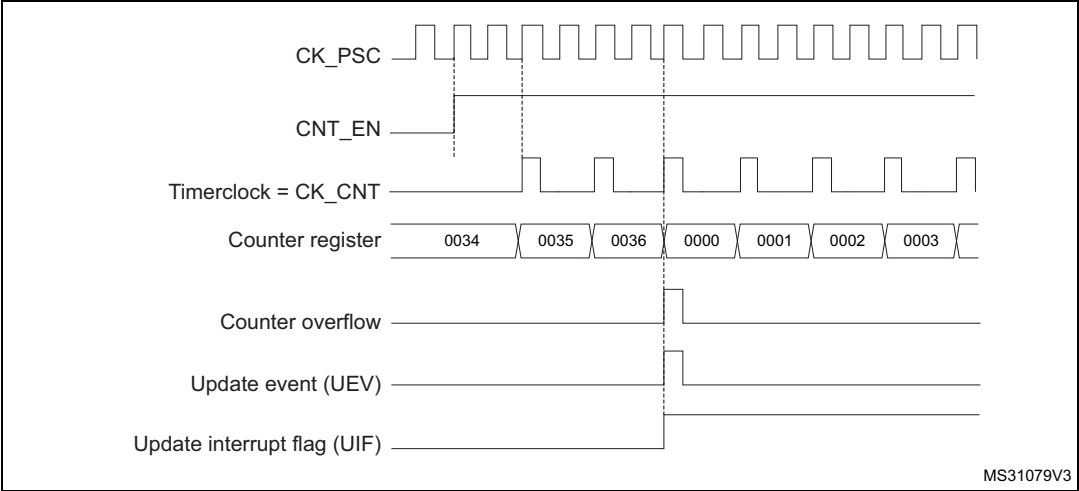 CK_PSC
CNT_EN
Timerclock = CK_CNT
Counter register 0034 0035 0036 0000 0001 0002 0003
Counter overflow
Update event (UEV)
Update interrupt flag (UIF)
MS31079V3